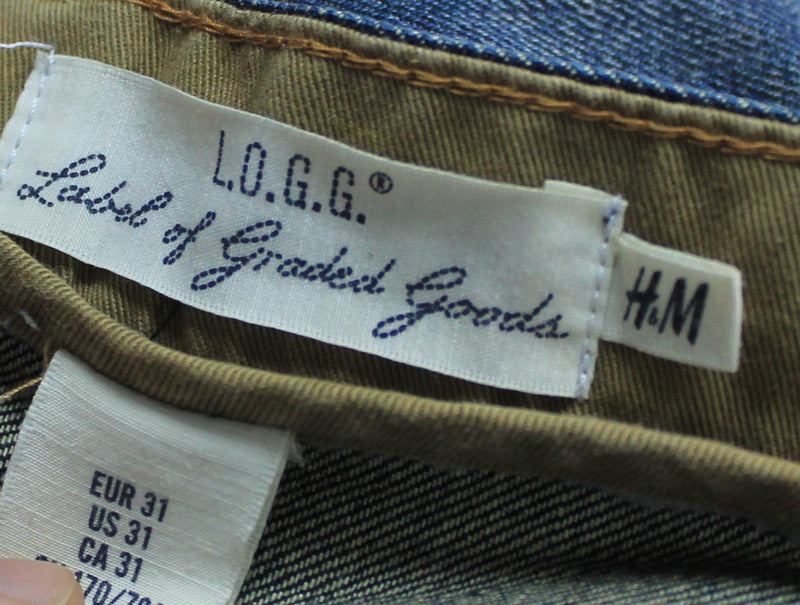 L.O.G.G.®
Label of Graded Goods
H&M
EUR 31
US 31
CA 31